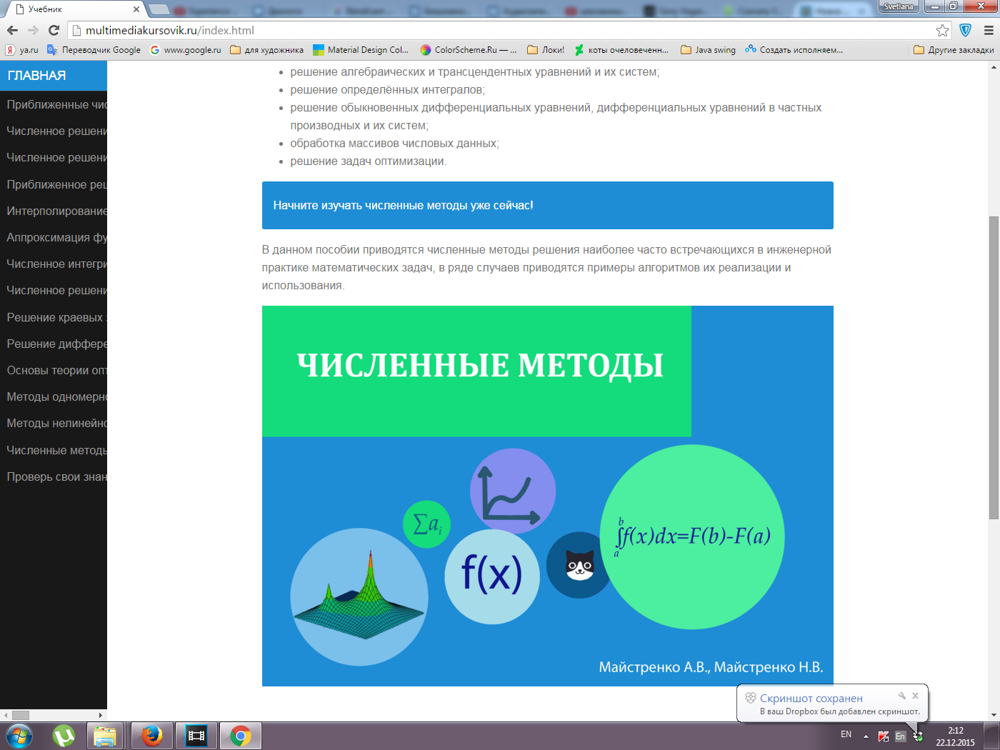 Учебник
Svetlana
multimediakursovik.ru/index.html
ya.ru
Переводчик Google
www.google.ru
для художника
Material Design Col...
ColorScheme.Ru — ...
Локи!
коты очеловеченн...
Java swing
Создать исполняем...
Другие закладки
ГЛАВНАЯ
Приближенные чис
Численное решени
Численное решени
Приближенное реш
Интерполирование
Аппроксимация фу
Численное интегри
Численное решени
Решение краевых з
Решение диффере
Основы теории опт
Методы одномерно
Методы нелинейно
Численные методы
Проверь свои знан
решение алгебраических и трансцендентных уравнений и их систем;
решение определённых интегралов;
решение обыкновенных дифференциальных уравнений, дифференциальных уравнений в частных
производных и их систем;
обработка массивов числовых данных;
решение задач оптимизации.
Начните изучать численные методы уже сейчас!
В данном пособии приводятся численные методы решения наиболее часто встречающихся в инженерной
практике математических задач, в ряде случаев приводятся примеры алгоритмов их реализации и
использования.
ЧИСЛЕННЫЕ МЕТОДЫ
∑aᵢ
f(x)
b
∫f(x)dx=F(b)-F(a)
a
Майстренко А.В., Майстренко Н.В.
Скриншот сохранен
В ваш Dropbox был добавлен скриншот.
EN
En
2:12
22.12.2015